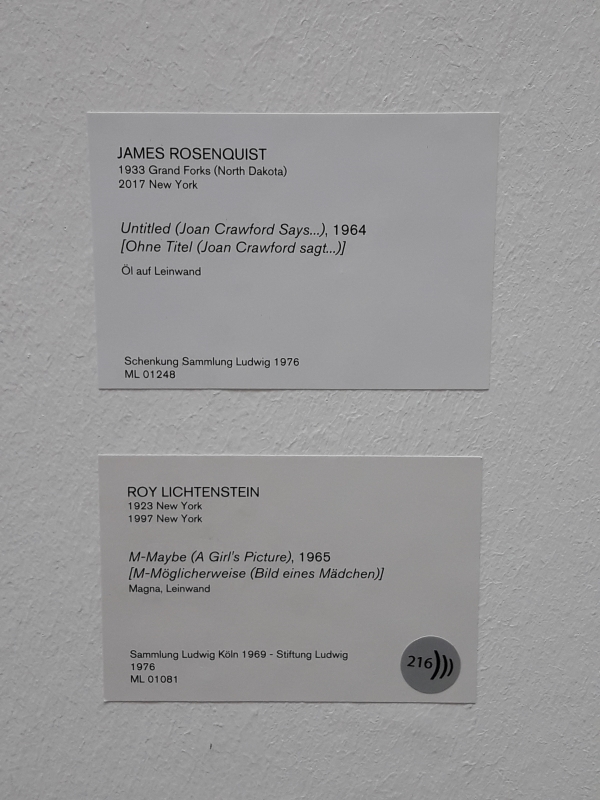 JAMES ROSENQUIST
1933 Grand Forks (North Dakota)
2017 New York
Untitled (Joan Crawford Says...), 1964
[Ohne Titel (Joan Crawford sagt...)]
Öl auf Leinwand
Schenkung Sammlung Ludwig 1976
ML 01248
ROY LICHTENSTEIN
1923 New York
1997 New York
M-Maybe (A Girl's Picture), 1965
[M-Möglicherweise (Bild eines Mädchen)]
Magna, Leinwand
Sammlung Ludwig Köln 1969 - Stiftung Ludwig
1976
ML 01081
216